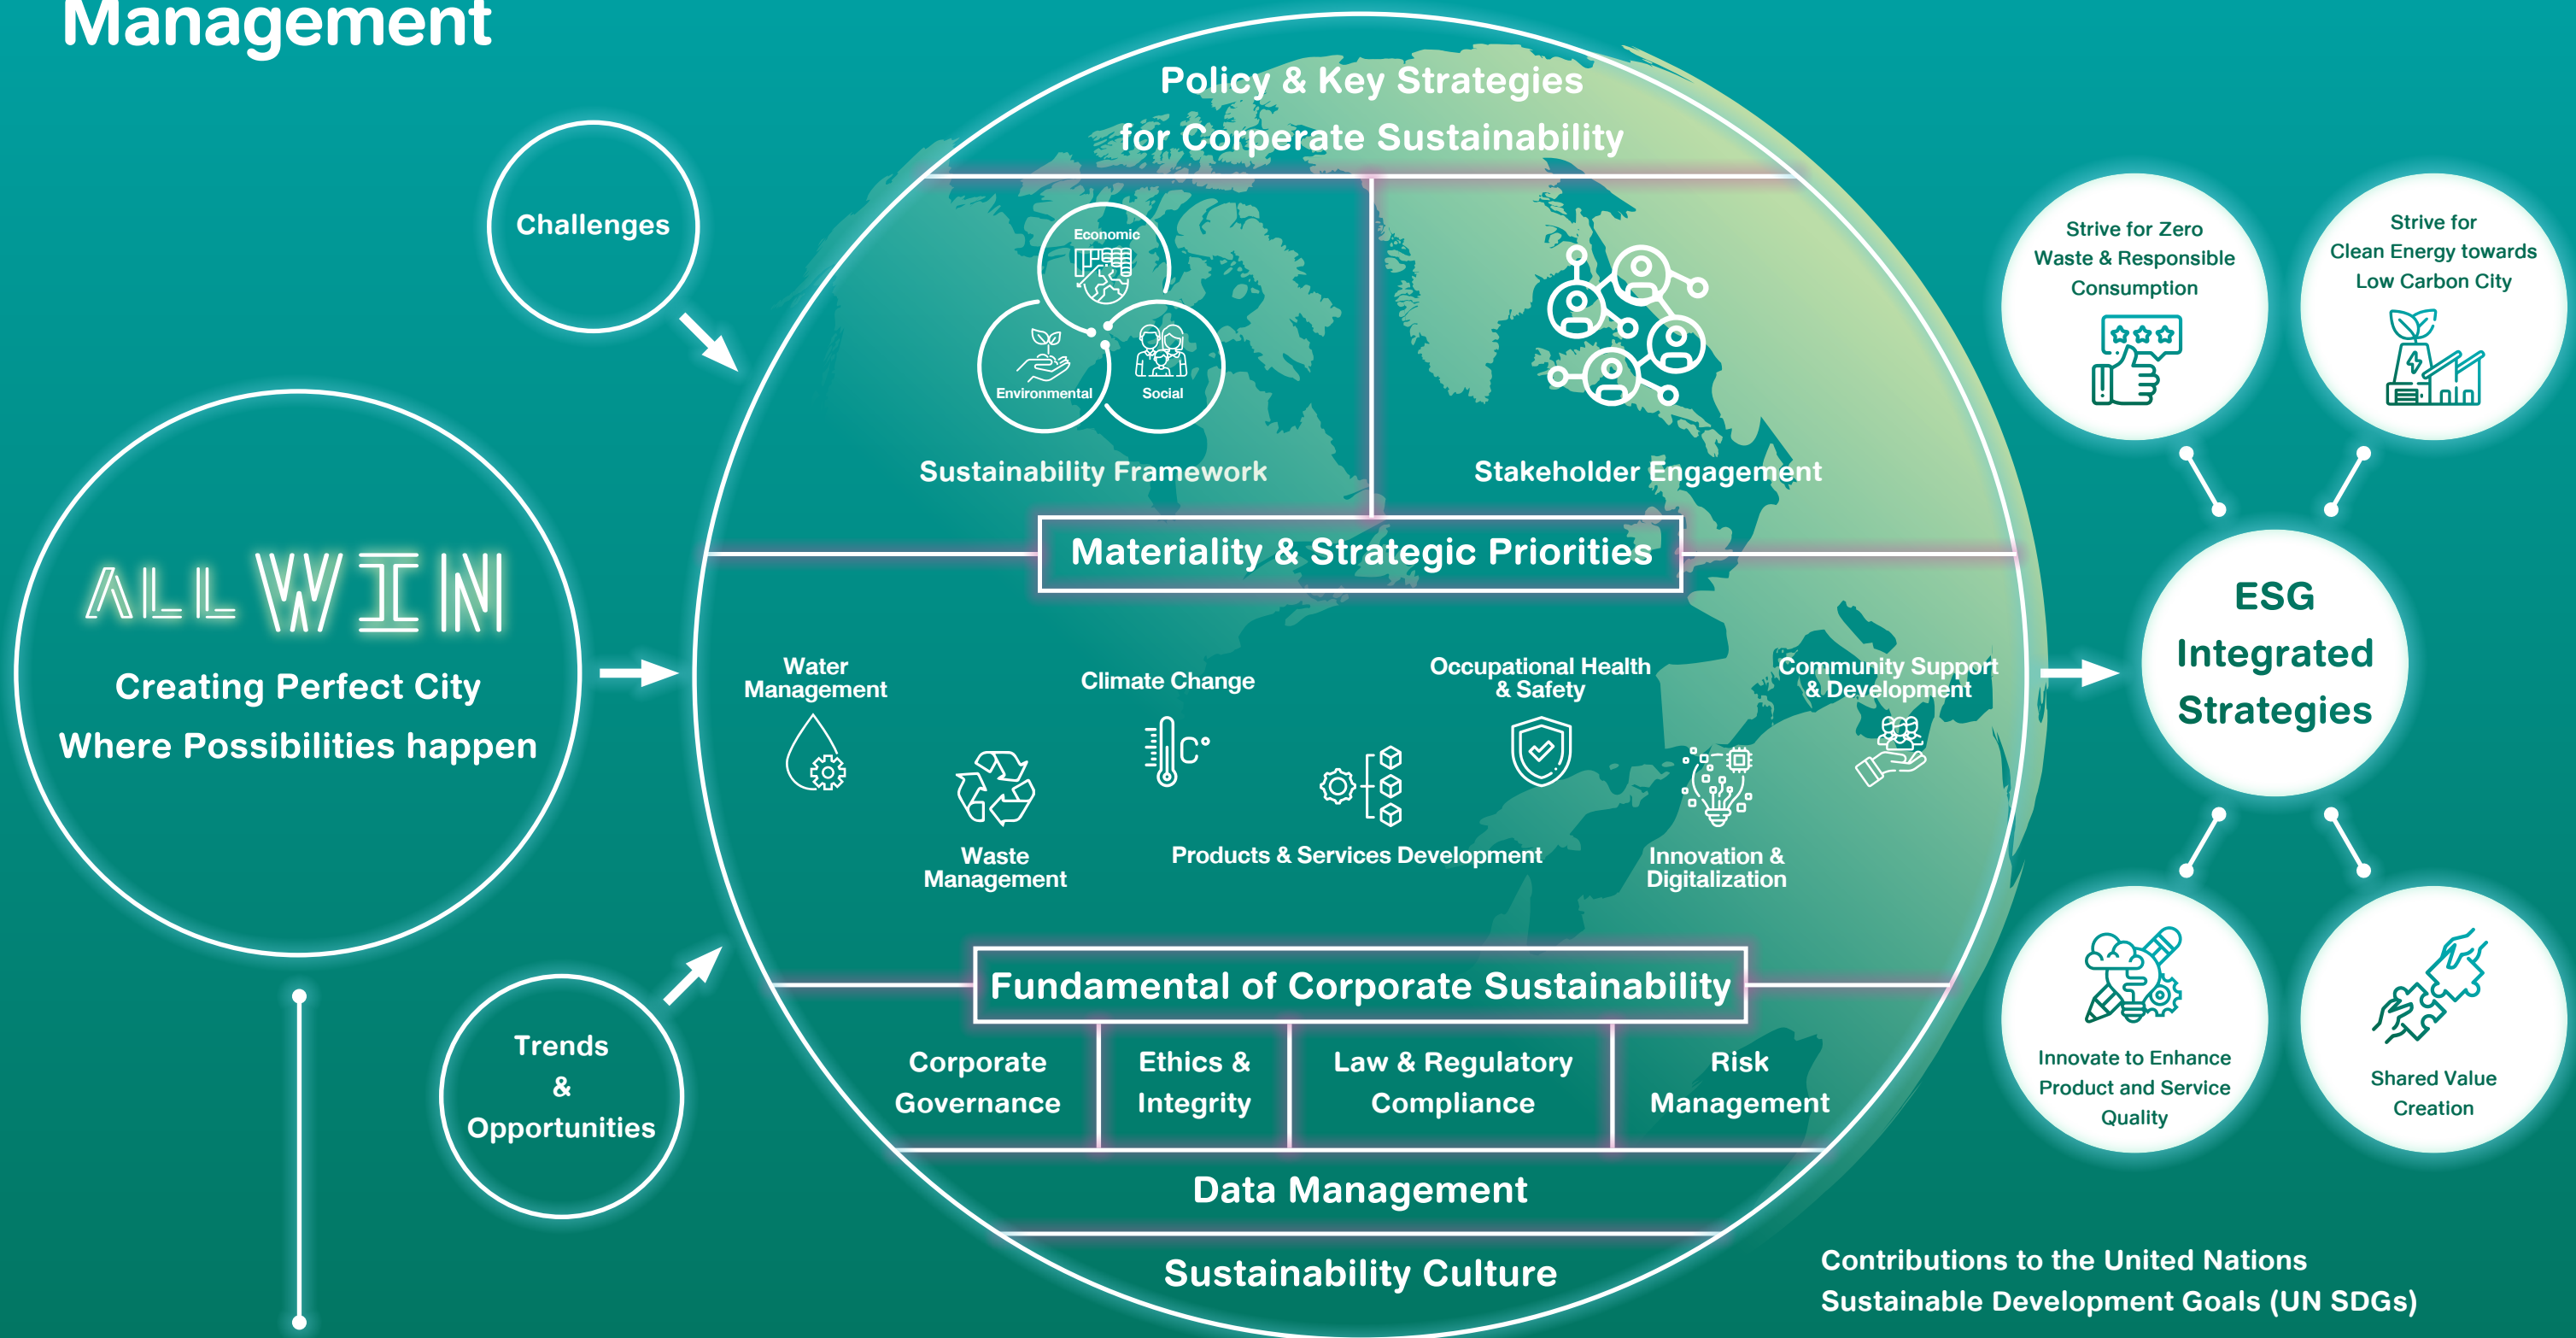 Management
Policy & Key Strategies
for Corperate Sustainability
Challenges
Economic
Environmental
Social
Sustainability Framework
Stakeholder Engagement
Strive for Zero
Waste & Responsible
Consumption
Strive for
Clean Energy towards
Low Carbon City
ALL WIN
Creating Perfect City
Where Possibilities happen
Materiality & Strategic Priorities
Water
Management
Climate Change
C°
Occupational Health
& Safety
Community Support
& Development
Waste
Management
Products & Services Development
Innovation &
Digitalization
ESG
Integrated
Strategies
Trends
&
Opportunities
Fundamental of Corporate Sustainability
Corporate
Governance
Ethics &
Integrity
Law & Regulatory
Compliance
Risk
Management
Data Management
Sustainability Culture
Innovate to Enhance
Product and Service
Quality
Shared Value
Creation
Contributions to the United Nations
Sustainable Development Goals (UN SDGs)